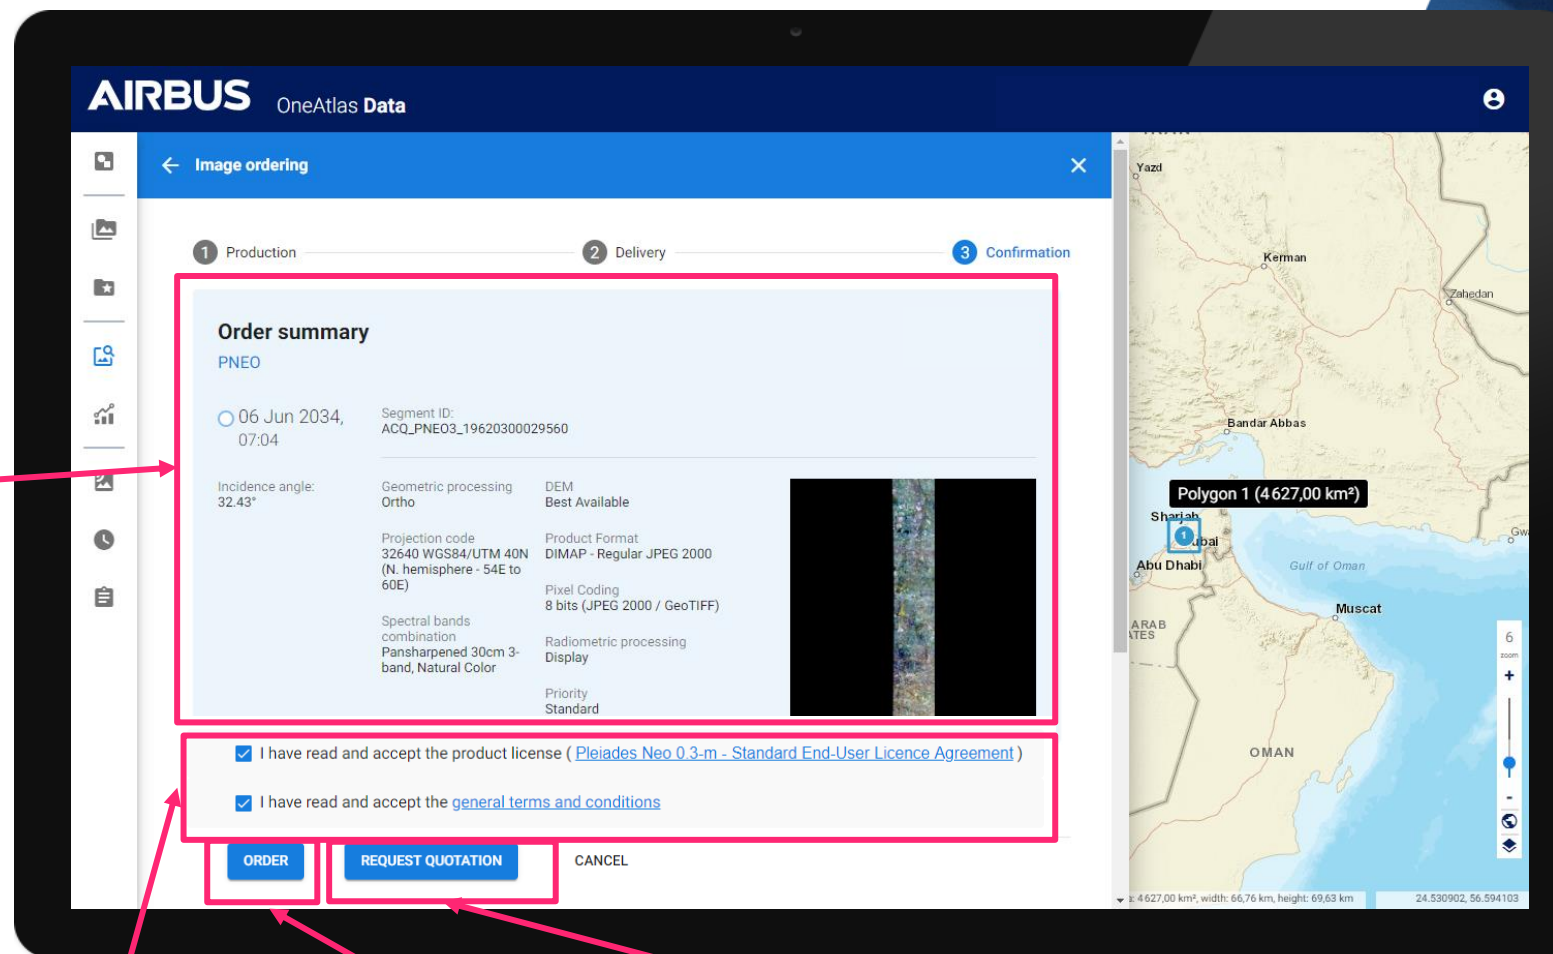 AIRBUS OneAtlas Data
Image ordering
1 Production
2 Delivery
3 Confirmation
Order summary
PNEO
06 Jun 2034,
07:04
Segment ID:
ACQ_PNEO3_19620300029560
Incidence angle:
32.43°
Geometric processing
Ortho
Projection code
32640 WGS84/UTM 40N
(N. hemisphere - 54E to
60E)
Spectral bands
combination
Pansharpened 30cm 3-
band, Natural Color
DEM
Best Available
Product Format
DIMAP - Regular JPEG 2000
Pixel Coding
8 bits (JPEG 2000 / GeoTIFF)
Radiometric processing
Display
Priority
Standard
I have read and accept the product license ( Pleiades Neo 0.3-m - Standard End-User Licence Agreement )
I have read and accept the general terms and conditions
ORDER
REQUEST QUOTATION
CANCEL
Yazd
Kerman
Zahedan
Bandar Abbas
Polygon 1 (4 627,00 km²)
Sharjah
1
Abu Dhabi
Gulf of Oman
Muscat
ARAB
OMAN
6
zoom
+
-
4 627,00 km², width: 66,76 km, height: 69,63 km
24.530902, 56.594103